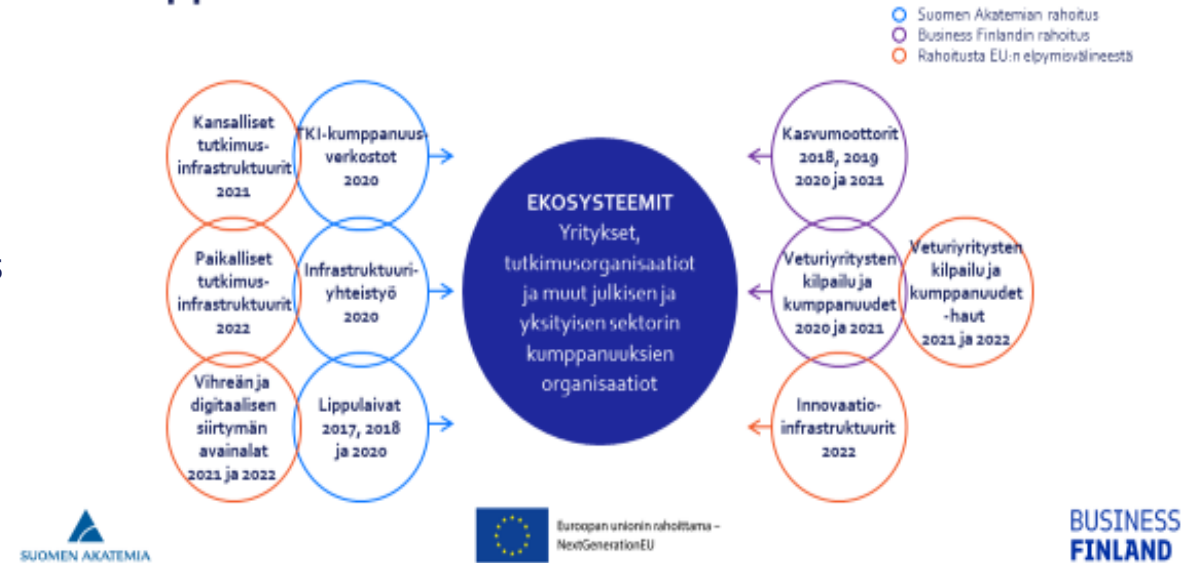 Suomen Akatemian rahoitus
Business Findlandin rahoitus
Rahoitusta EU:n elpymisvälineestä
Kansalliset
tutkimus-
infrastruktuurit
2021
TKI-kumppanuus-
verkostot
2020
Paikalliset
tutkimus-
infrastruktuurit
2022
Infrastruktuuri-
yhteistyö
2020
Vihreän ja
digitaalisen
siirtymän
avainalat
2021 ja 2022
Lippulaivat
2017, 2018
ja 2020
EKOSYSTEEMIT
Yritykset,
tutkimusorganisaatiot
ja muut julkisen ja
yksityisen sektorin
kumppanuuksien
organisaatiot
Kasvumoottorit
2018, 2019
2020 ja 2021
Veturiyritysten
kilpailu ja
kumppanuudet
2020 ja 2021
Veturiyritysten
kilpailu ja
kumppanuudet
-haut
2021 ja 2022
Innovaatio-
infrastruktuurit
2022
SUOMEN AKATEMIA
Euroopan unionin rahoittama –
NextGenerationEU
BUSINESS
FINLAND